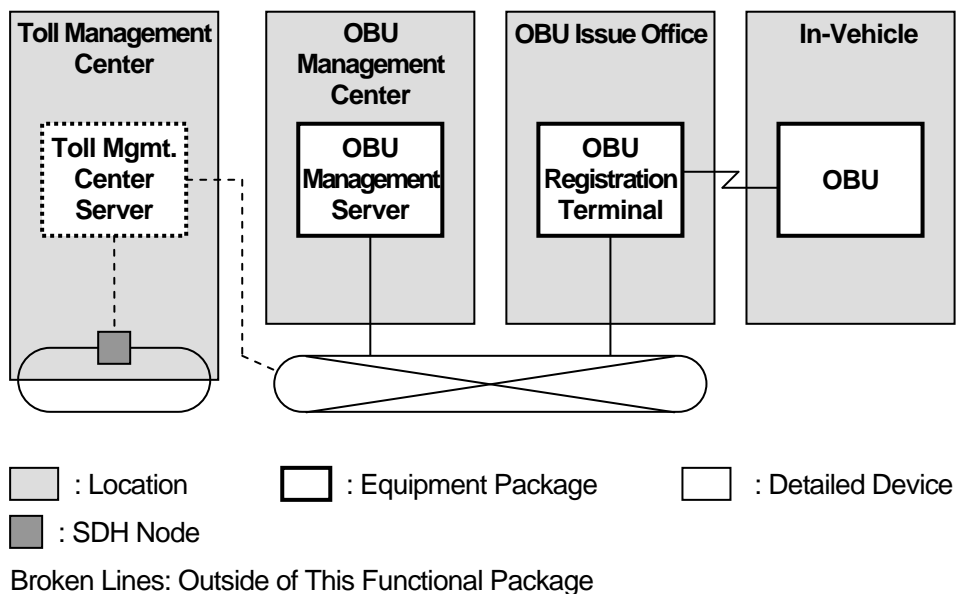 Toll Management
Center
OBU
Management
Center
OBU Issue Office
In-Vehicle
Toll Mgmt.
Center
Server
OBU
Management
Server
OBU
Registration
Terminal
OBU
: Location
: Equipment Package
: Detailed Device
: SDH Node
Broken Lines: Outside of This Functional Package